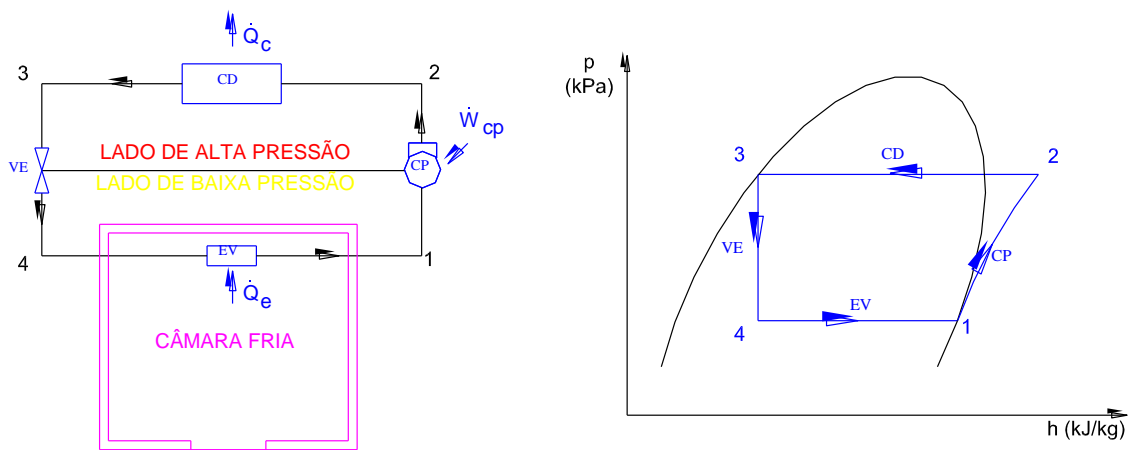 Q̇c
3
CD
2
Ẇcp
LADO DE ALTA PRESSÃO
VE
CP
LADO DE BAIXA PRESSÃO
4
EV
1
Q̇e
CÂMARA FRIA
p
(kPa)
3
CD
2
VE
CP
EV
4
1
h (kJ/kg)